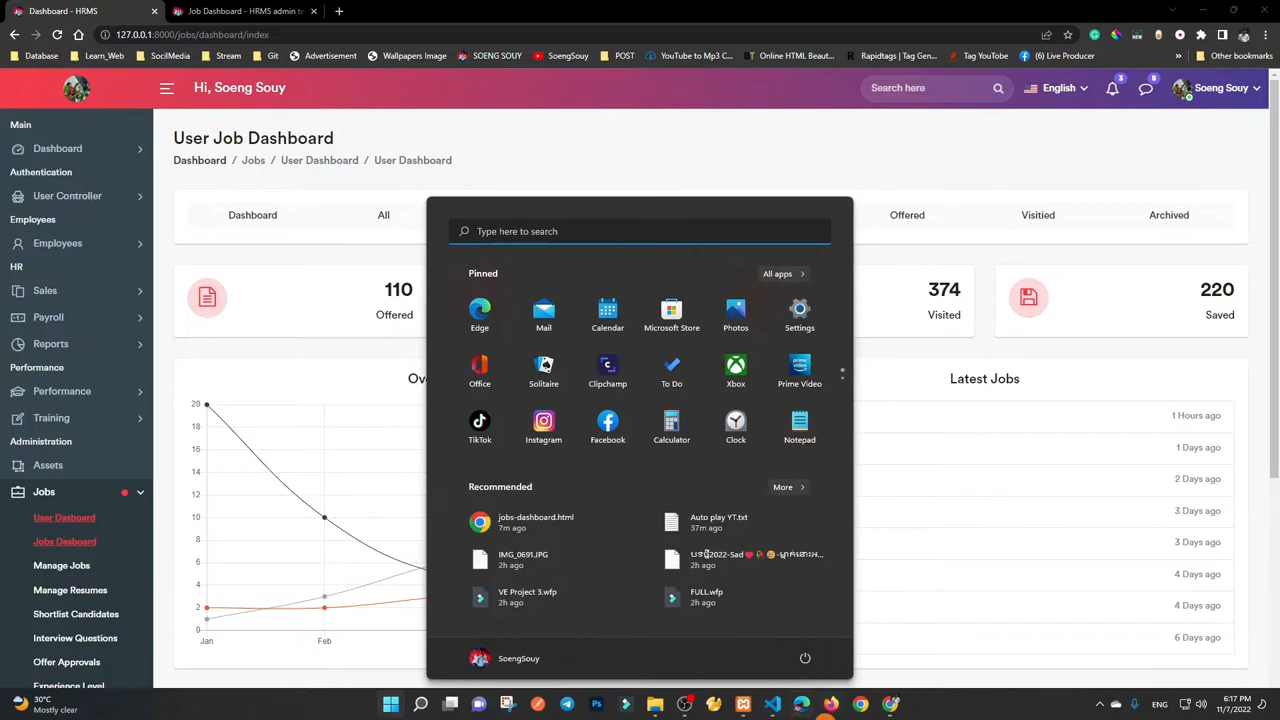 Dashboard - HRMS
Job Dashboard - HRMS admin te
127.0.0.1:8000/jobs/dashboard/index
Database Learn_Web SocilMedia Stream Git Advertisement Wallpapers Image SOENG SOUY SoengSouy POST YouTube to Mp3 C... Online HTML Beaut... Rapidtags | Tag Gen... Tag YouTube (6) Live Producer » Other bookmarks
Hi, Soeng Souy
Search here
English
3
8
Soeng Souy
Main
Dashboard
Authentication
User Controller
Employees
Employees
HR
Sales
Payroll
Reports
Performance
Performance
Training
Administration
Assets
Jobs
User Dasboard
Jobs Dasboard
Manage Jobs
Manage Resumes
Shortlist Candidates
Interview Questions
Offer Approvals
Experience Level
User Job Dashboard
Dashboard / Jobs / User Dashboard / User Dashboard
Dashboard All Offered Visitied Archived
110
Offered
374
Visited
220
Saved
Ov
20
18
16
14
12
10
8
6
4
2
0
Jan Feb
Latest Jobs
1 Hours ago
1 Days ago
2 Days ago
3 Days ago
3 Days ago
4 Days ago
4 Days ago
6 Days ago
Type here to search
Pinned
All apps
Edge Mail Calendar Microsoft Store Photos Settings
Office Solitaire Clipchamp To Do Xbox Prime Video
TikTok Instagram Facebook Calculator Clock Notepad
Recommended
More
jobs-dashboard.html
7m ago
Auto play YT.txt
37m ago
IMG_0691.JPG
2h ago
2h ago
VE Project 3.wfp
2h ago
FULL.wfp
2h ago
SoengSouy
30°C
Mostly clear
ENG
6:17 PM
11/7/2022